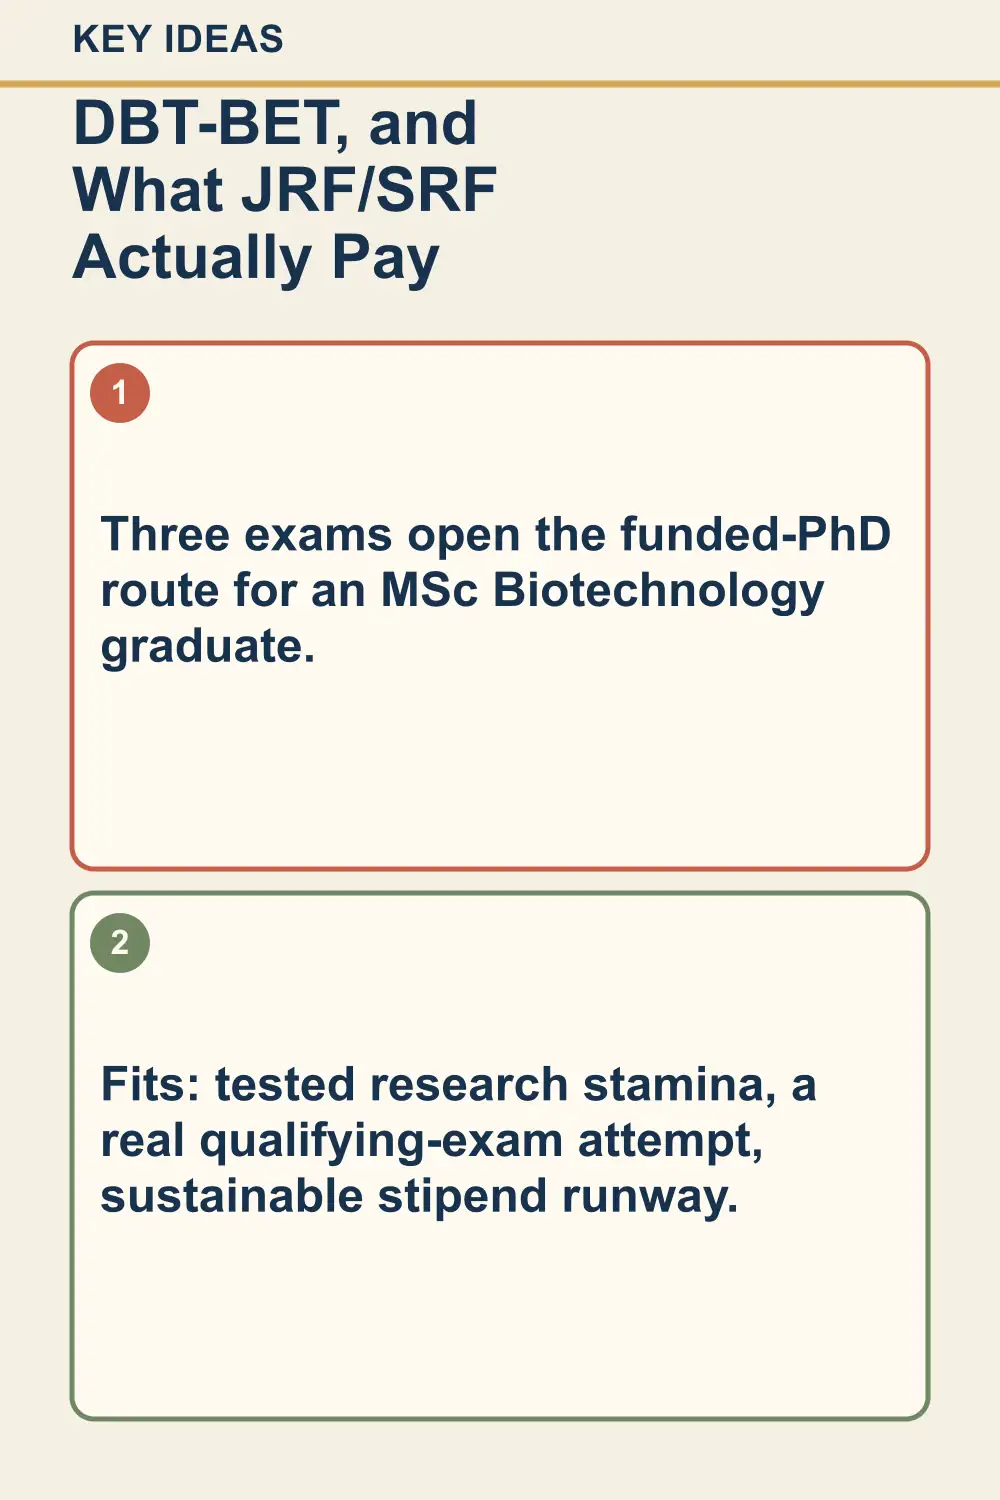 KEY IDEAS
DBT-BET, and
What JRF/SRF
Actually Pay
1
Three exams open the funded-PhD
route for an MSc Biotechnology
graduate.
2
Fits: tested research stamina, a
real qualifying-exam attempt,
sustainable stipend runway.